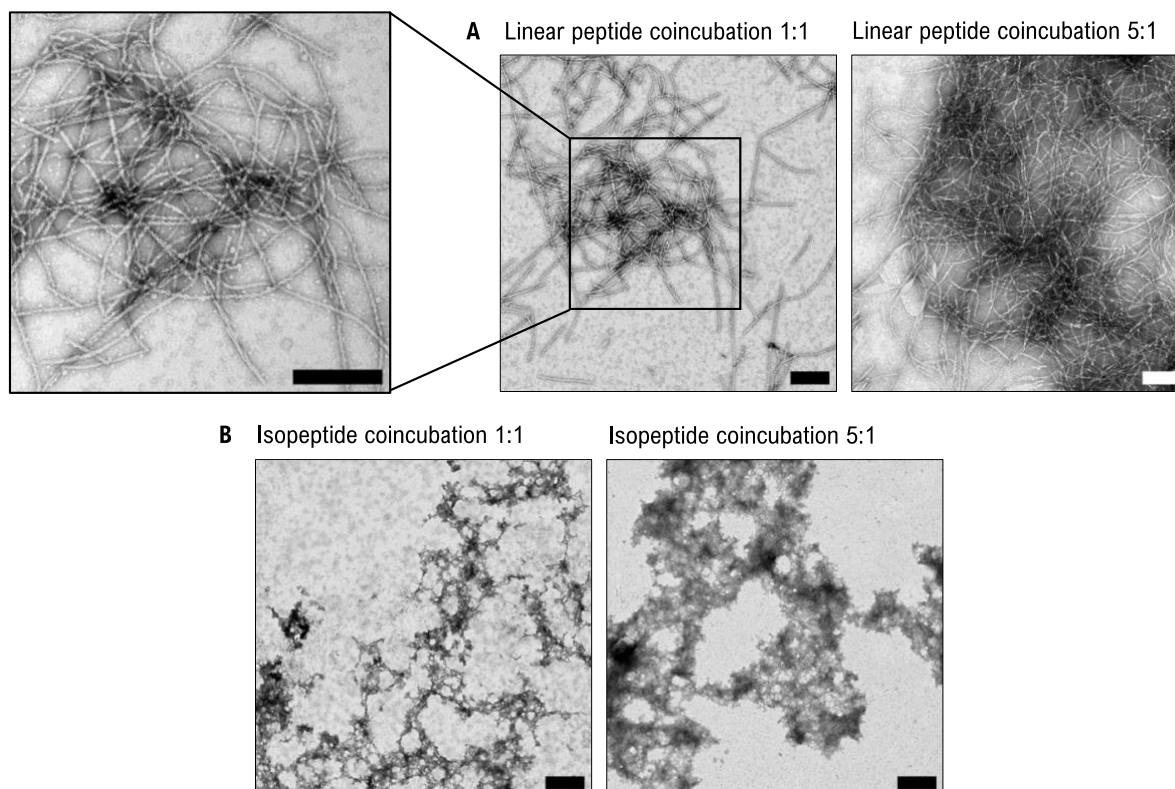 A Linear peptide coincubation 1:1
Linear peptide coincubation 5:1
B Isopeptide coincubation 1:1
Isopeptide coincubation 5:1